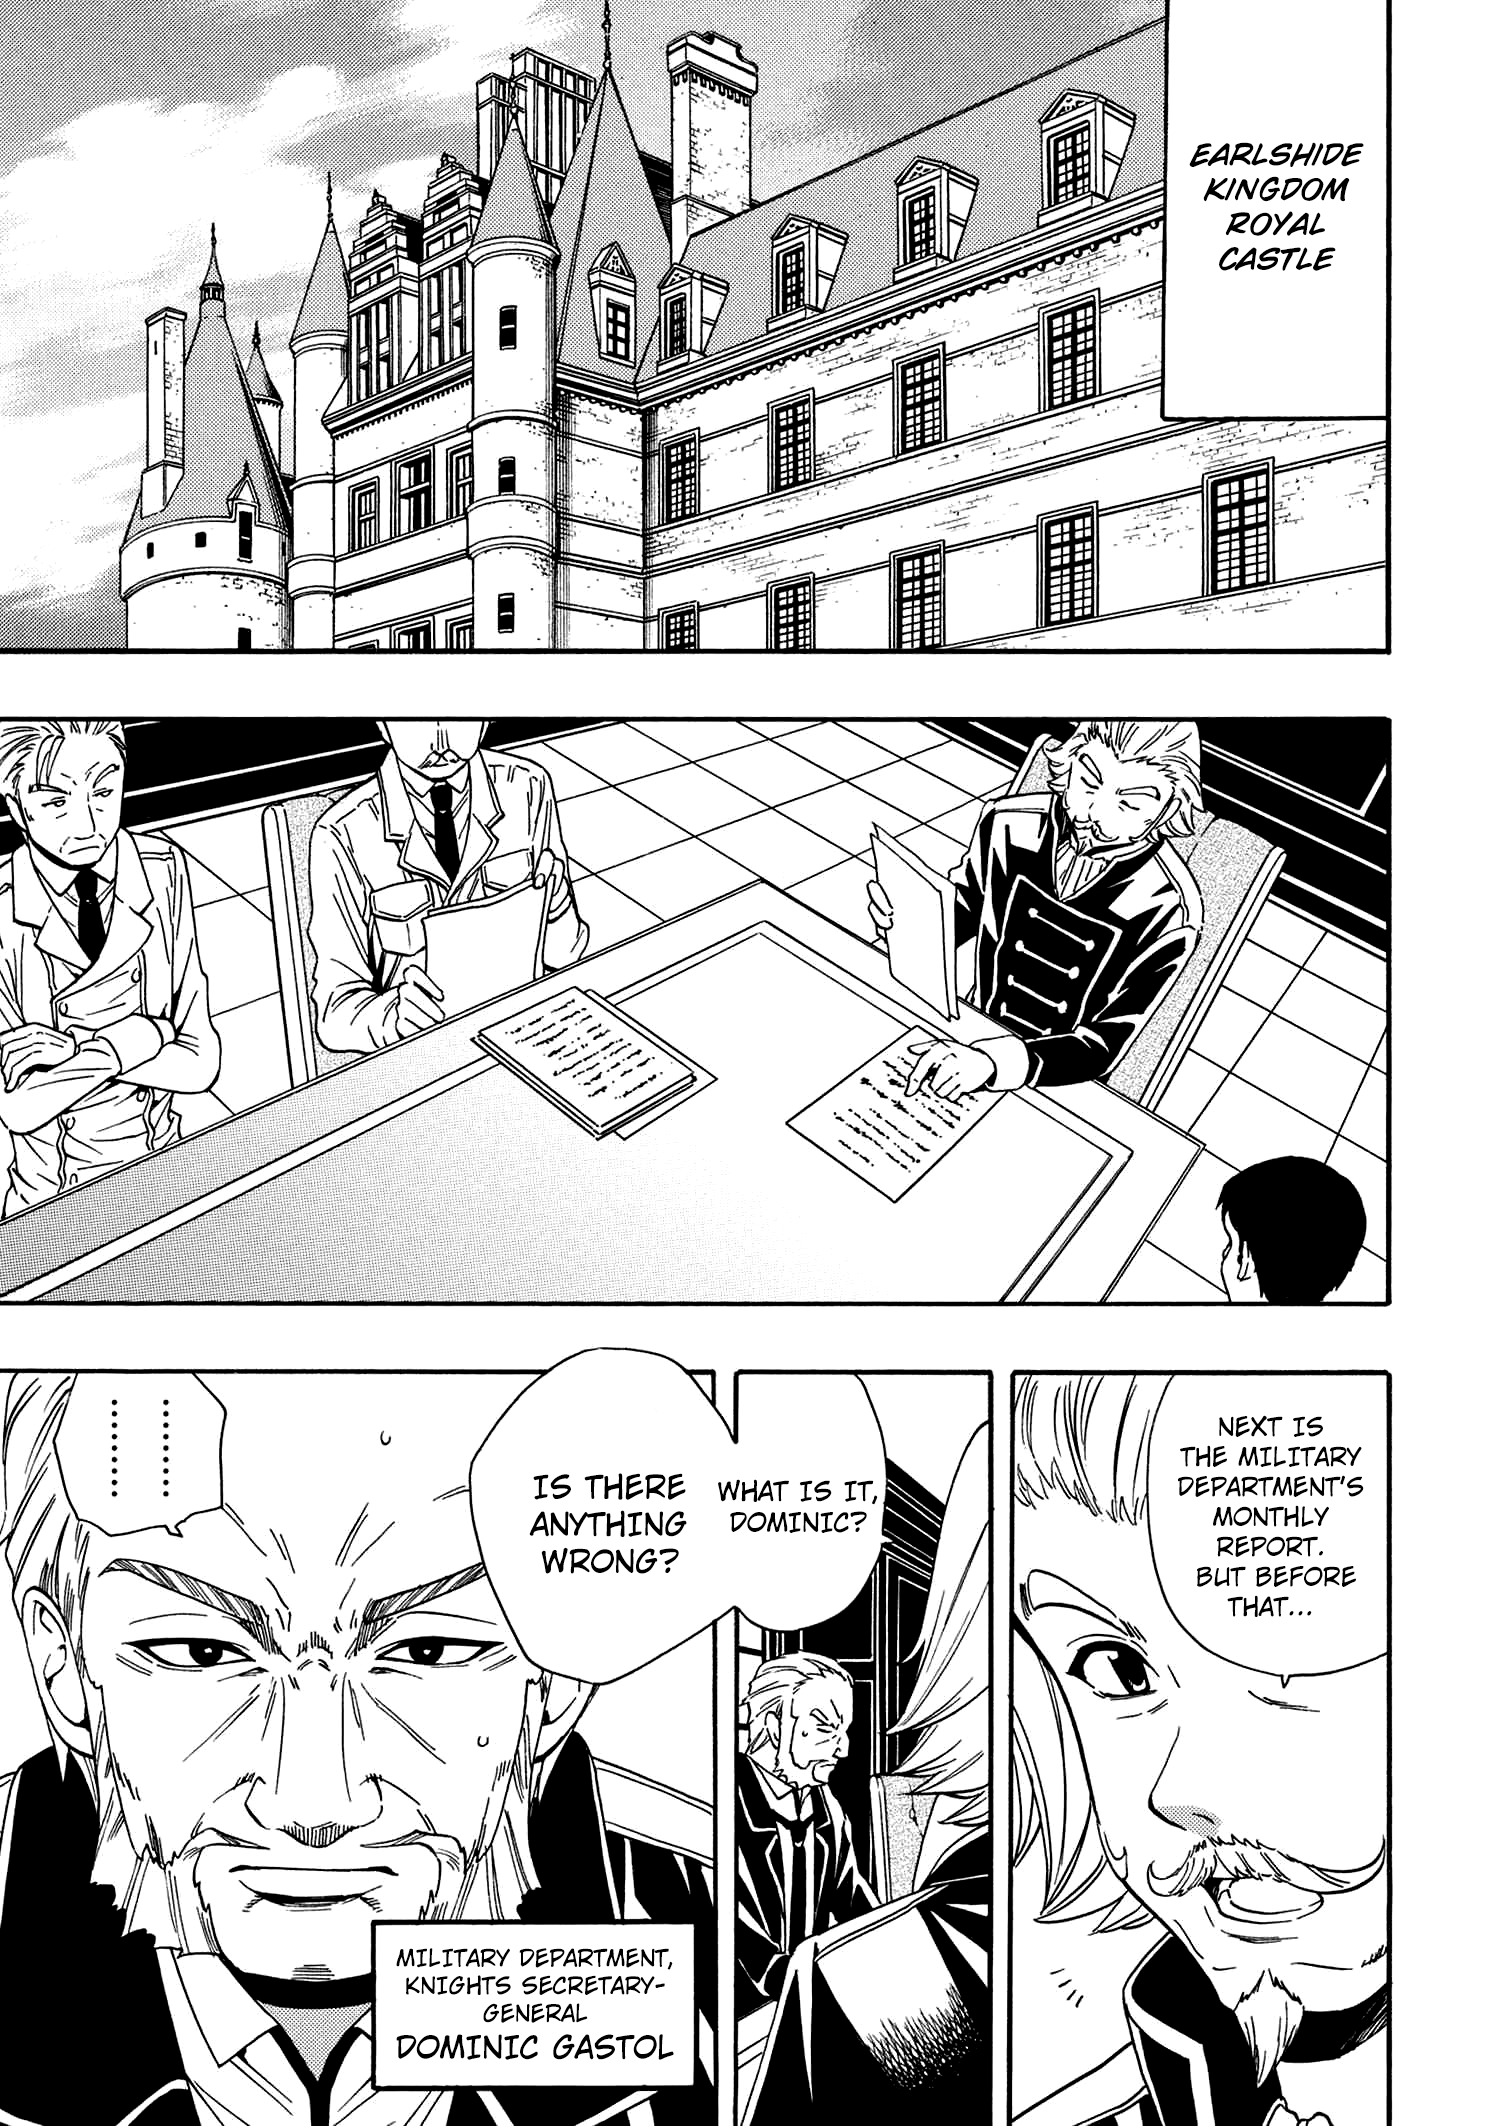 EARLSHIDE
KINGDOM
ROYAL
CASTLE
NEXT IS
THE MILITARY
DEPARTMENT'S
MONTHLY
REPORT.
BUT BEFORE
THAT...
WHAT IS IT,
DOMINIC?
IS THERE
ANYTHING
WRONG?
MILITARY DEPARTMENT,
KNIGHTS SECRETARY-
GENERAL
DOMINIC GASTOL